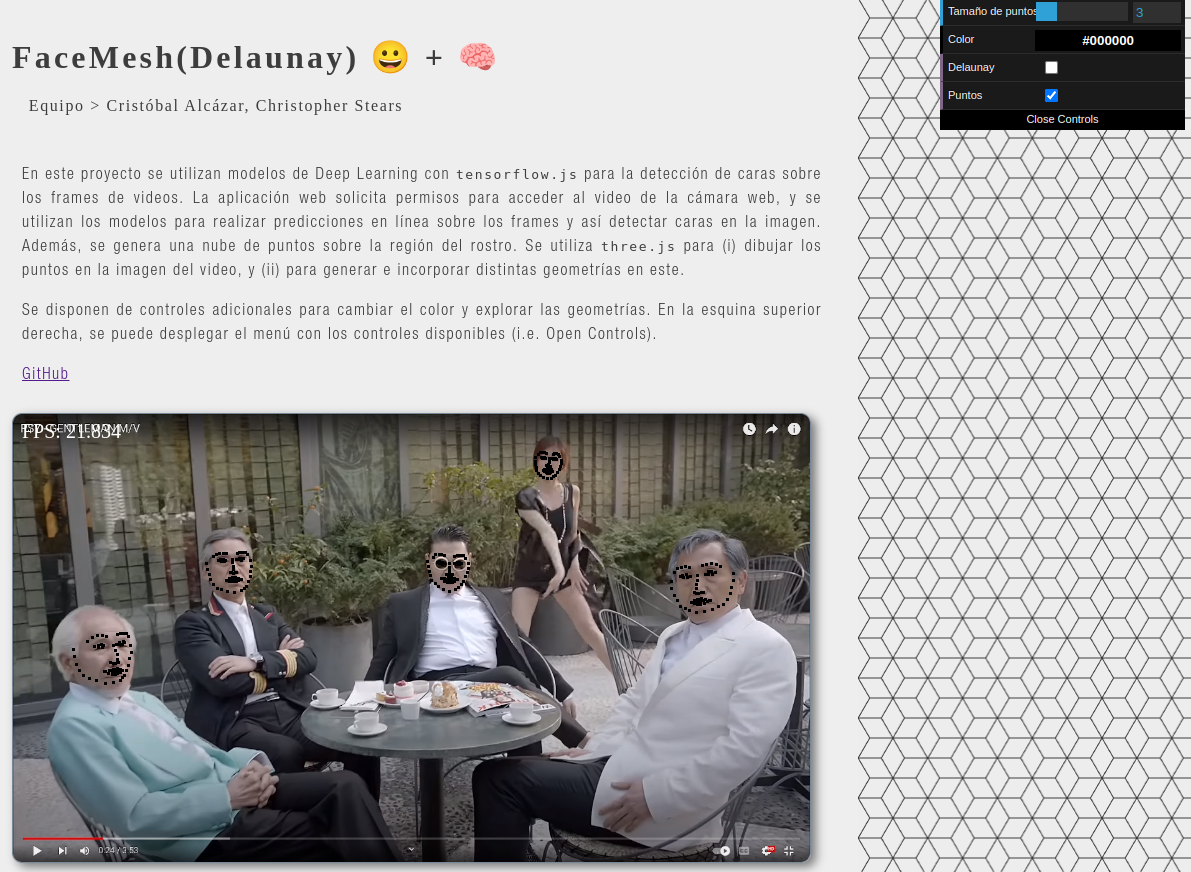 FaceMesh(Delaunay) 😀 + 🧠
Equipo > Cristóbal Alcázar, Christopher Stears
En este proyecto se utilizan modelos de Deep Learning con tensorflow.js para la detección de caras sobre
los frames de videos. La aplicación web solicita permisos para acceder al video de la cámara web, y se
utilizan los modelos para realizar predicciones en línea sobre los frames y así detectar caras en la imagen.
Además, se genera una nube de puntos sobre la región del rostro. Se utiliza three.js para (i) dibujar los
puntos en la imagen del video, y (ii) para generar e incorporar distintas geometrías en este.
Se disponen de controles adicionales para cambiar el color y explorar las geometrías. En la esquina superior
derecha, se puede desplegar el menú con los controles disponibles (i.e. Open Controls).
GitHub
FPS: 21.834
PSY - GENTLEMAN M/V
0:24 / 3:53
HD
Tamaño de puntos 3
Color #000000
Delaunay
Puntos
Close Controls